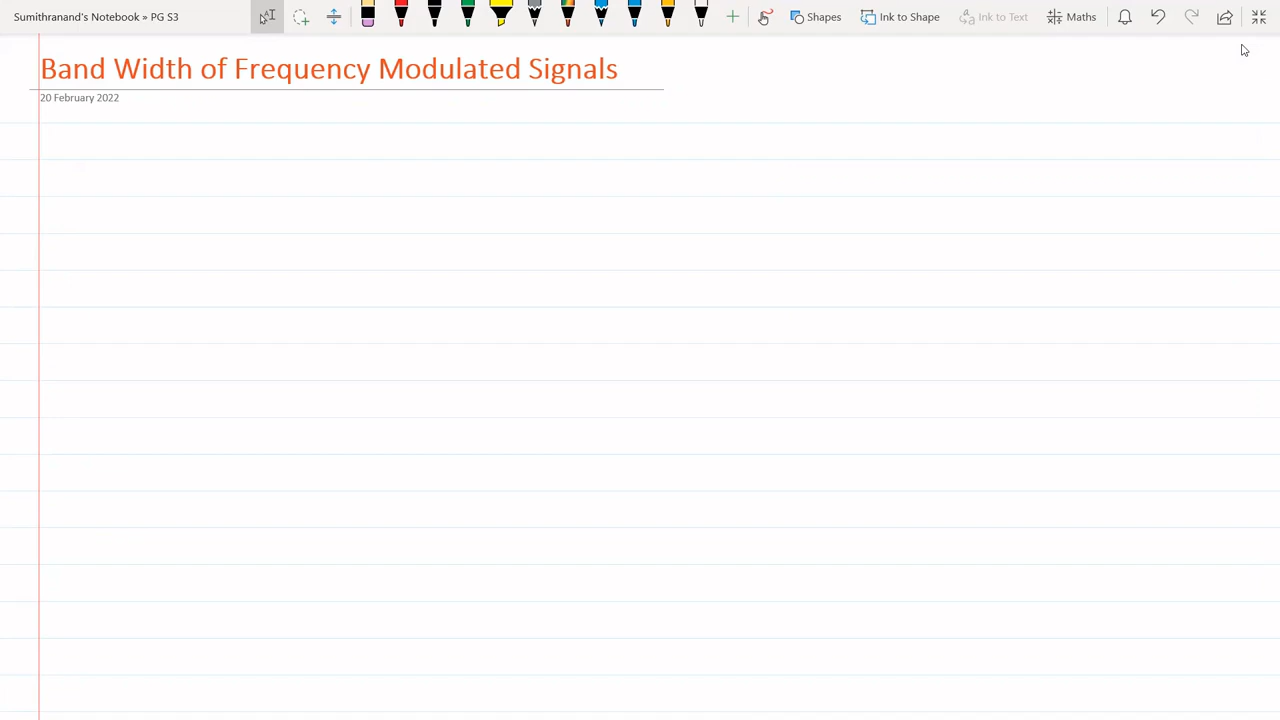 Sumithranand's Notebook » PG S3
Shapes
Ink to Shape
Ink to Text
Maths
Band Width of Frequency Modulated Signals
20 February 2022